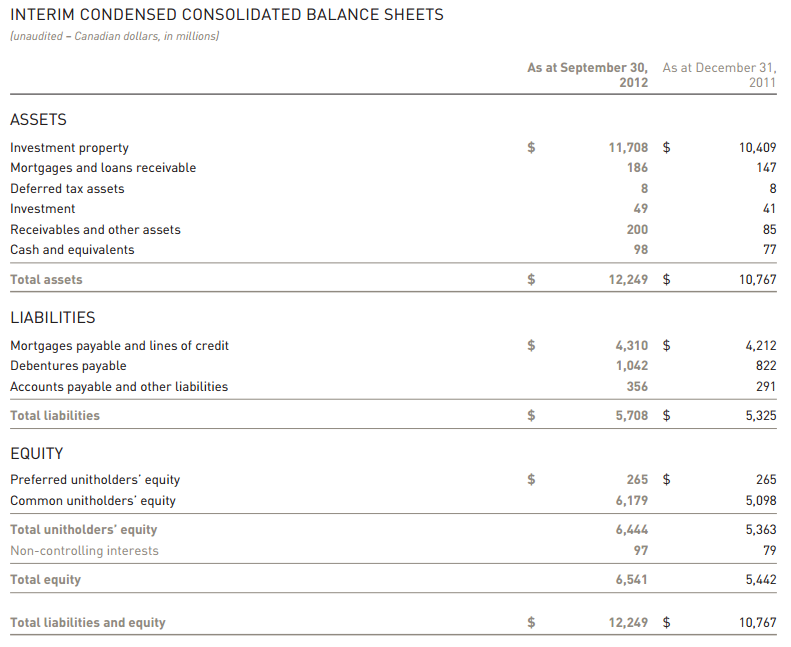 INTERIM CONDENSED CONSOLIDATED BALANCE SHEETS
(unaudited – Canadian dollars, in millions)
As at September 30, As at December 31,
2012 2011
ASSETS
Investment property $ 11,708 $ 10,409
Mortgages and loans receivable 186 147
Deferred tax assets 8 8
Investment 49 41
Receivables and other assets 200 85
Cash and equivalents 98 77
Total assets $ 12,249 $ 10,767
LIABILITIES
Mortgages payable and lines of credit $ 4,310 $ 4,212
Debentures payable 1,042 822
Accounts payable and other liabilities 356 291
Total liabilities $ 5,708 $ 5,325
EQUITY
Preferred unitholders’ equity $ 265 $ 265
Common unitholders’ equity 6,179 5,098
Total unitholders’ equity 6,444 5,363
Non-controlling interests 97 79
Total equity 6,541 5,442
Total liabilities and equity $ 12,249 $ 10,767